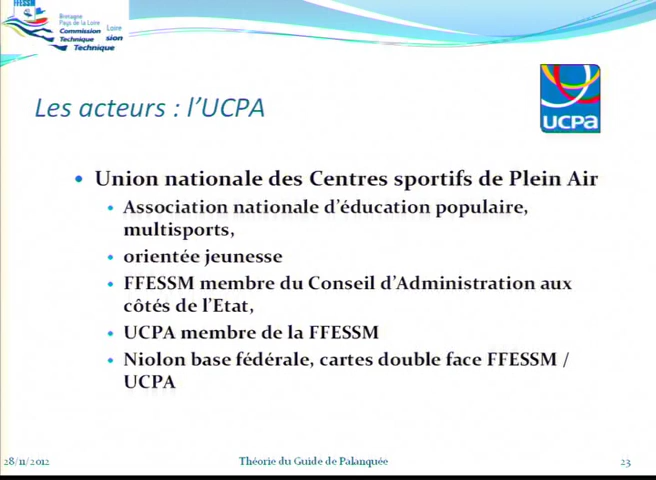 FFESSM
Bretagne
Pays de la Loire
Loire
Commission
sion
Technique
Technique
Les acteurs : l'UCPA
UCPa
• Union nationale des Centres sportifs de Plein Air
• Association nationale d'éducation populaire,
multisports,
• orientée jeunesse
• FFESSM membre du Conseil d'Administration aux
côtés de l'Etat,
• UCPA membre de la FFESSM
• Niolon base fédérale, cartes double face FFESSM /
UCPA
28/11/2012
Théorie du Guide de Palanquée
23